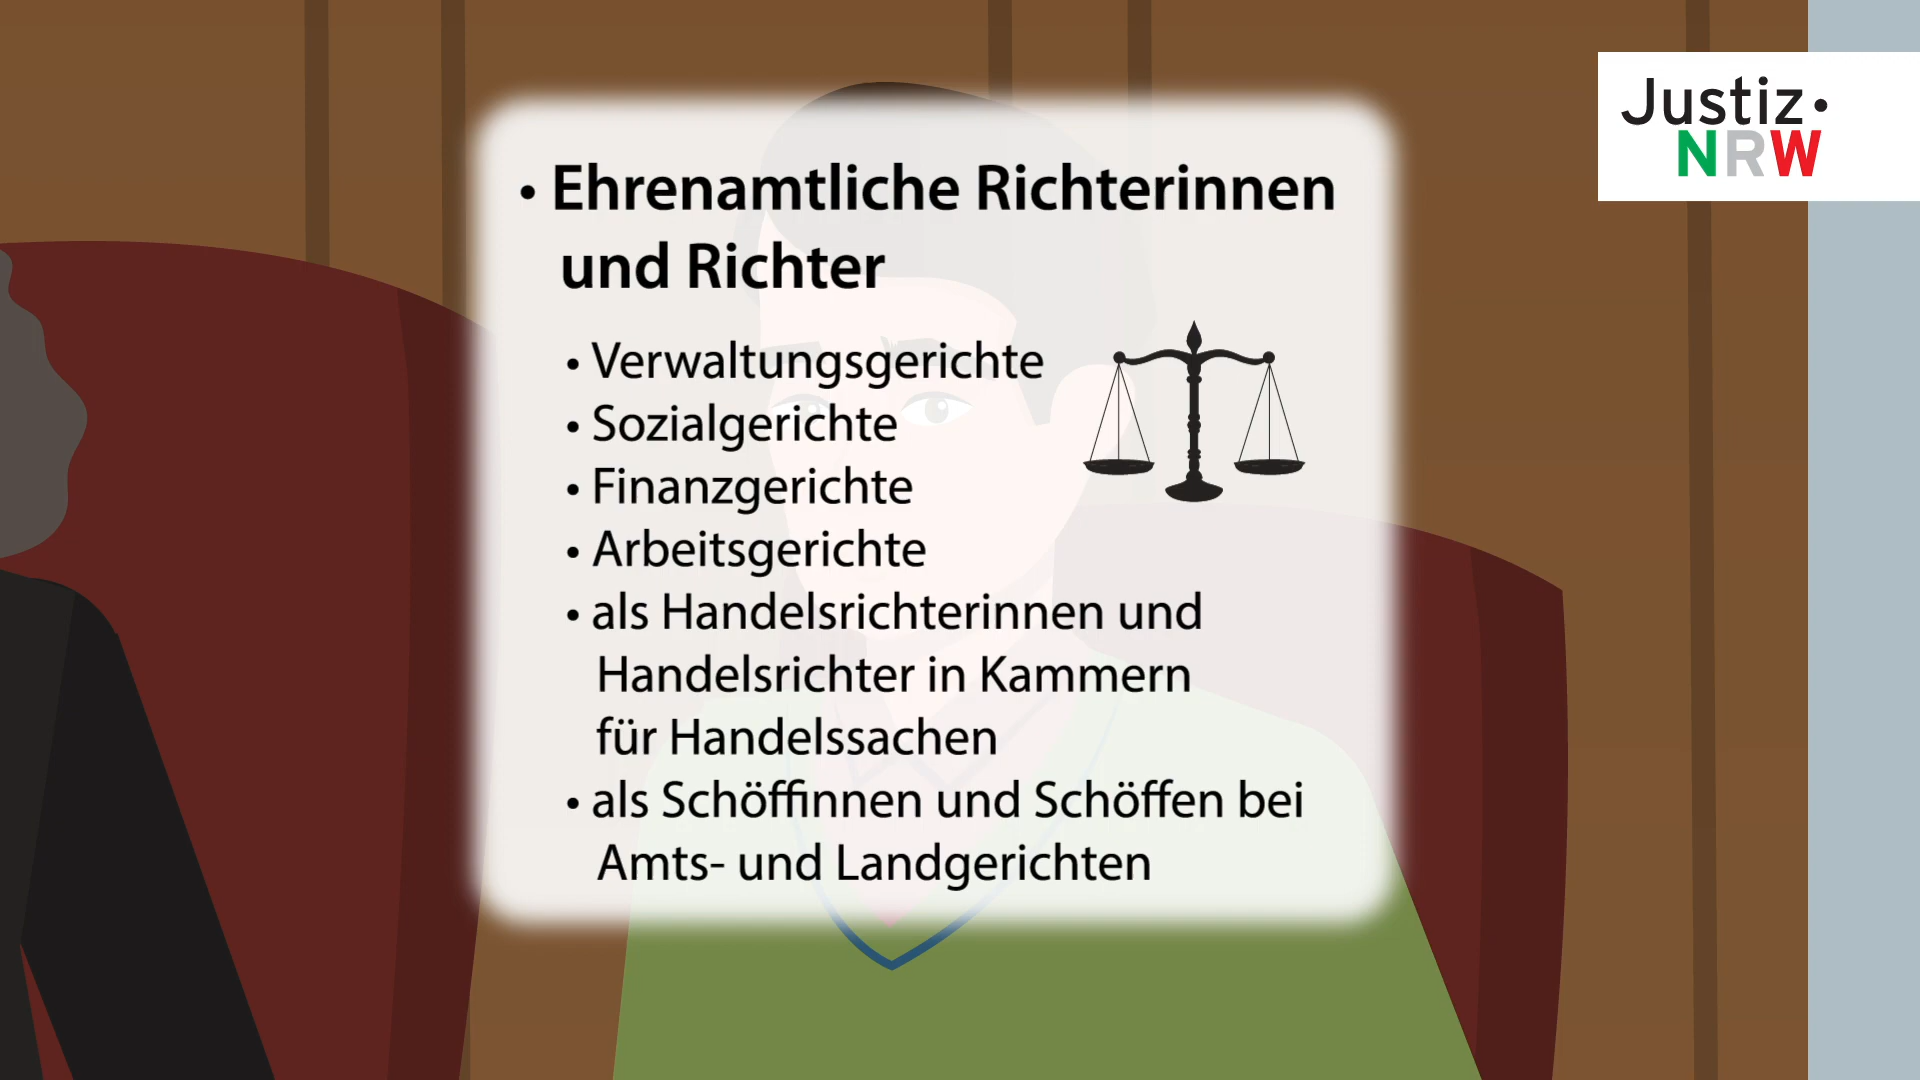 Justiz•
NRW
• Ehrenamtliche Richterinnen
und Richter
• Verwaltungsgerichte
• Sozialgerichte
• Finanzgerichte
• Arbeitsgerichte
• als Handelsrichterinnen und
Handelsrichter in Kammern
für Handelssachen
• als Schöffinnen und Schöffen bei
Amts- und Landgerichten